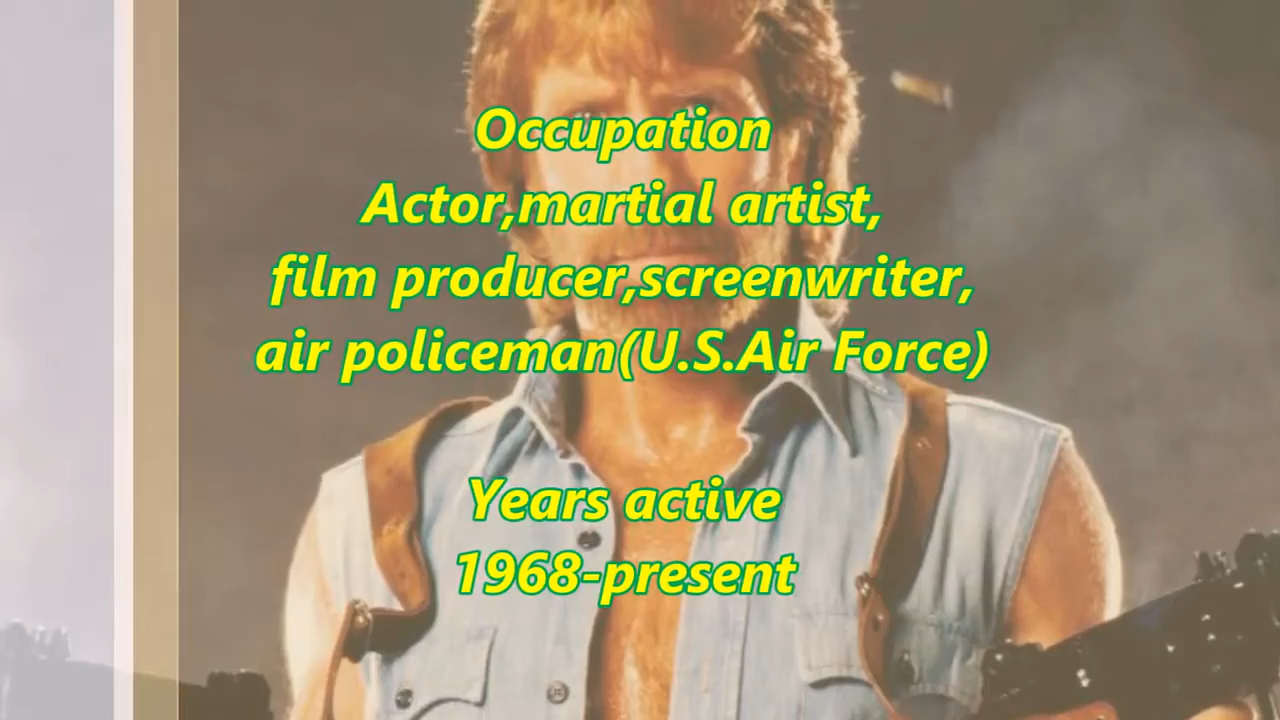 Occupation
Actor,martial artist,
film producer,screenwriter,
air policeman(U.S.Air Force)
Years active
1968-present